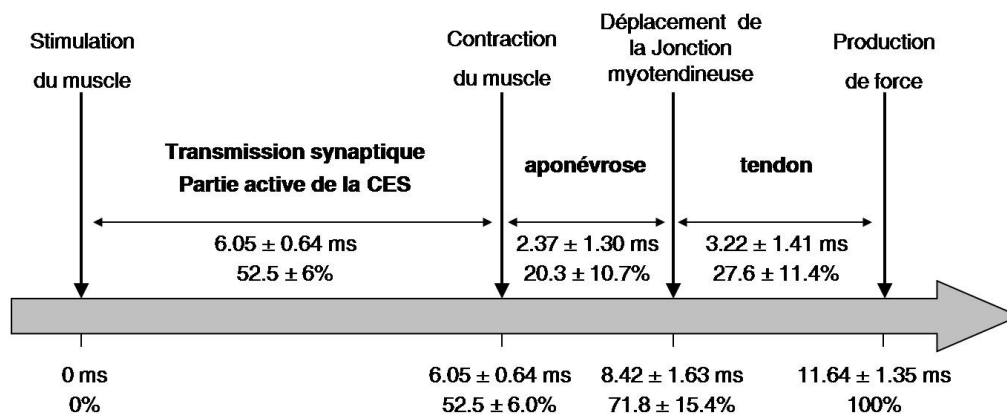 Stimulation
du muscle
Contraction
du muscle
Déplacement de
la Jonction
myotendineuse
Production
de force
Transmission synaptique
Partie active de la CES
aponévrose
tendon
6.05 ± 0.64 ms
52.5 ± 6%
2.37 ± 1.30 ms
20.3 ± 10.7%
3.22 ± 1.41 ms
27.6 ± 11.4%
0 ms
0%
6.05 ± 0.64 ms
52.5 ± 6.0%
8.42 ± 1.63 ms
71.8 ± 15.4%
11.64 ± 1.35 ms
100%